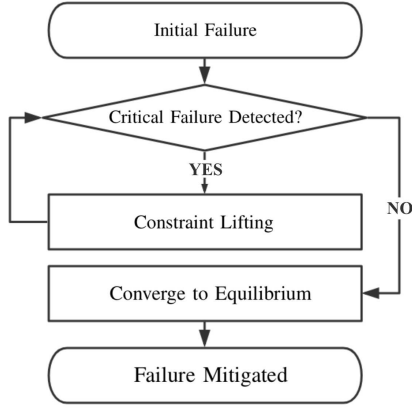 Initial Failure
Critical Failure Detected?
YES
Constraint Lifting
NO
Converge to Equilibrium
Failure Mitigated